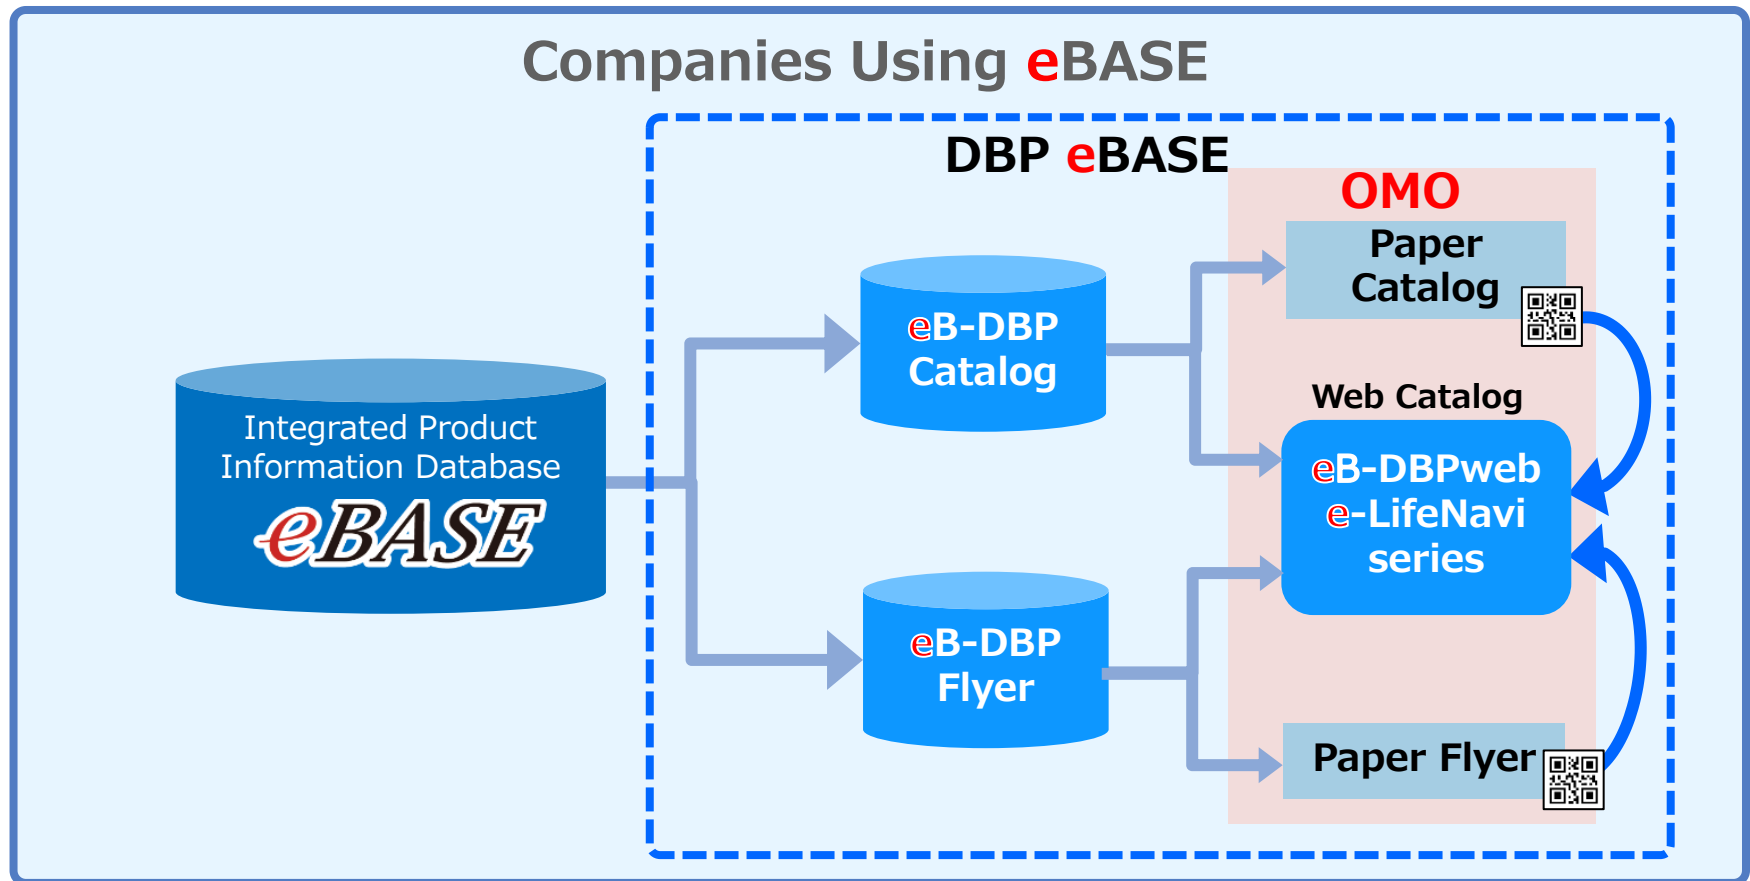 Companies Using eBASE
DBP eBASE
OMO
Paper
Catalog
eB-DBP
Catalog
Web Catalog
Integrated Product
Information Database
eBASE
eB-DBPweb
e-LifeNavi
series
eB-DBP
Flyer
Paper Flyer